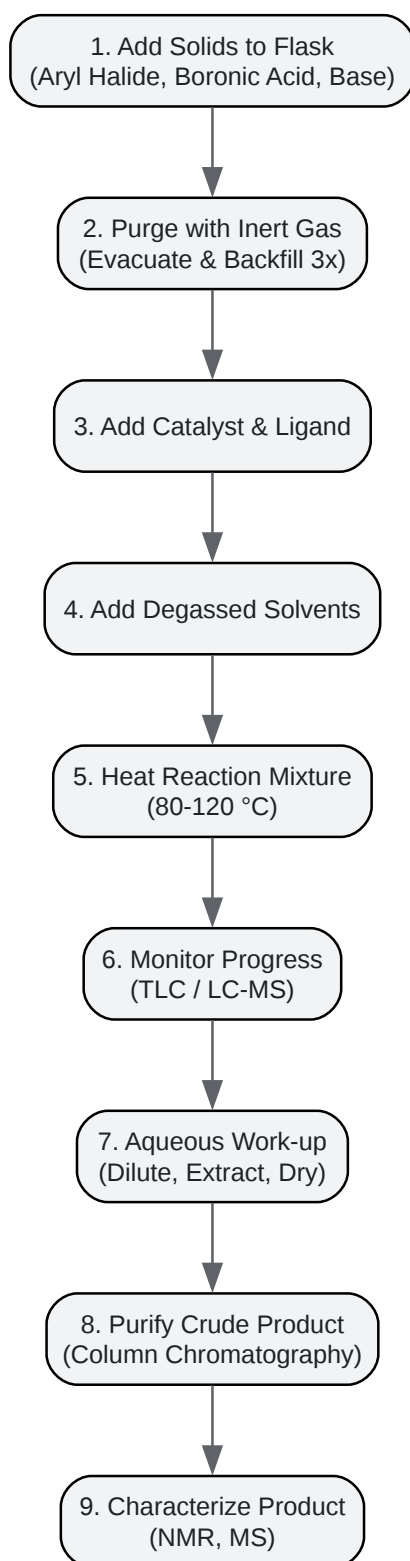 1. Add Solids to Flask
(Aryl Halide, Boronic Acid, Base)
2. Purge with Inert Gas
(Evacuate & Backfill 3x)
3. Add Catalyst & Ligand
4. Add Degassed Solvents
5. Heat Reaction Mixture
(80-120 °C)
6. Monitor Progress
(TLC / LC-MS)
7. Aqueous Work-up
(Dilute, Extract, Dry)
8. Purify Crude Product
(Column Chromatography)
9. Characterize Product
(NMR, MS)